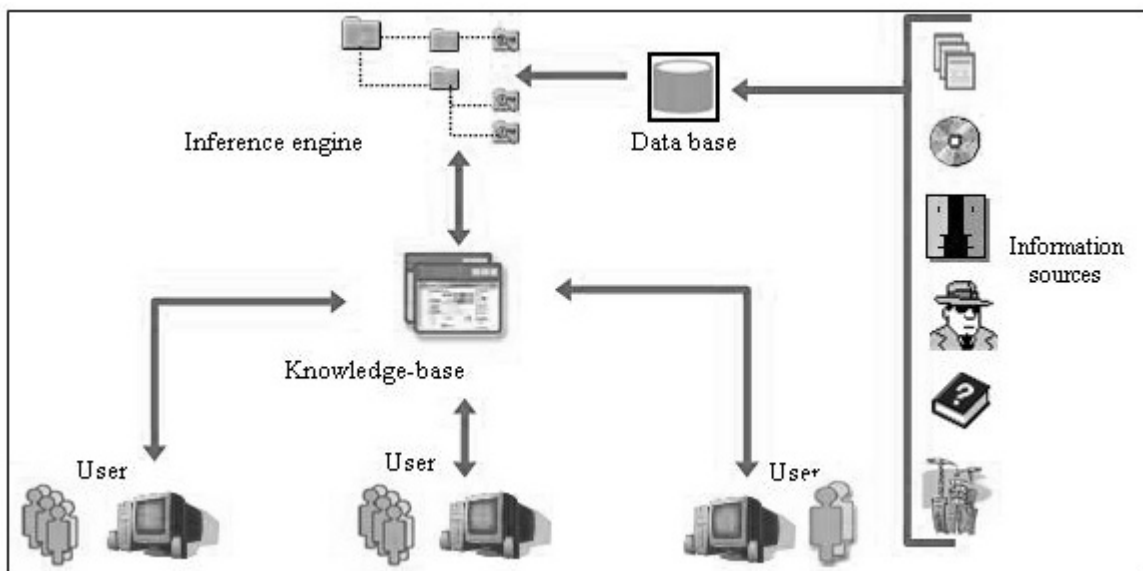 Inference engine
Data base
Information
sources
Knowledge-base
User
User
User
?